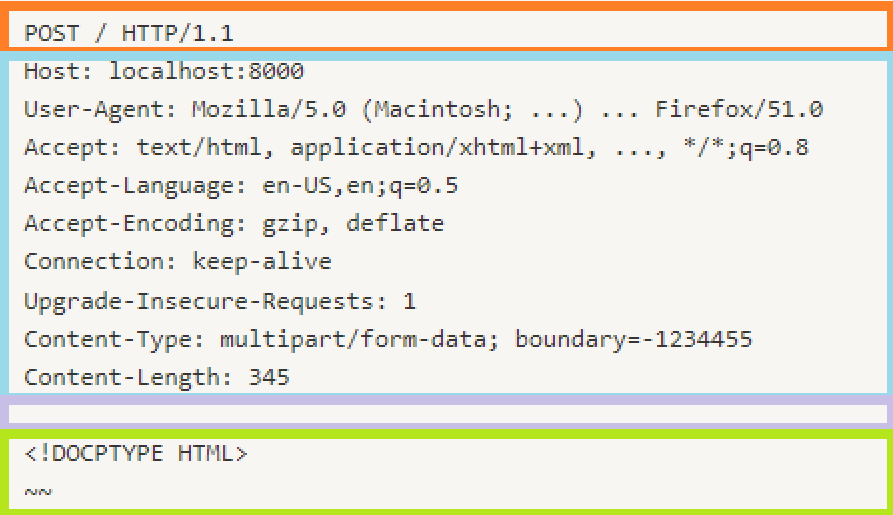 POST / HTTP/1.1
Host: localhost:8000
User-Agent: Mozilla/5.0 (Macintosh; ...) ... Firefox/51.0
Accept: text/html, application/xhtml+xml, ..., */*;q=0.8
Accept-Language: en-US,en;q=0.5
Accept-Encoding: gzip, deflate
Connection: keep-alive
Upgrade-Insecure-Requests: 1
Content-Type: multipart/form-data; boundary=-1234455
Content-Length: 345
<!DOCPTYPE HTML>
~~